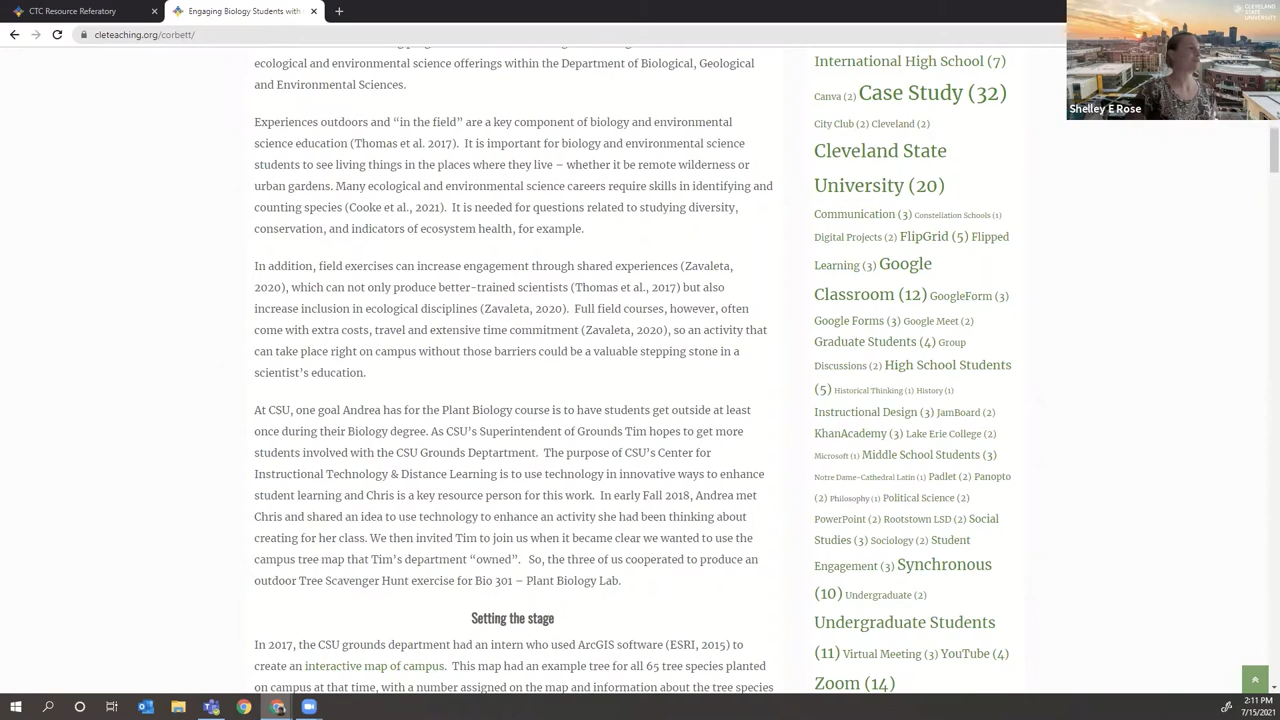 CTC Resource Referatory
Engaging Biology Students with
cleteaching.org/corbett/
ecological and environmental science offerings within the Department of Biological, Geological
and Environmental Sciences.
Experiences outdoors and “in the field” are a key component of biology and environmental
science education (Thomas et al. 2017).  It is important for biology and environmental science
students to see living things in the places where they live – whether it be remote wilderness or
urban gardens. Many ecological and environmental science careers require skills in identifying and
counting species (Cooke et al., 2021).  It is needed for questions related to studying diversity,
conservation, and indicators of ecosystem health, for example.
In addition, field exercises can increase engagement through shared experiences (Zavaleta,
2020), which can not only produce better-trained scientists (Thomas et al., 2017) but also
increase inclusion in ecological disciplines (Zavaleta, 2020).  Full field courses, however, often
come with extra costs, travel and extensive time commitment (Zavaleta, 2020), so an activity that
can take place right on campus without those barriers could be a valuable stepping stone in a
scientist’s education.
At CSU, one goal Andrea has for the Plant Biology course is to have students get outside at least
once during their Biology degree. As CSU’s Superintendent of Grounds Tim hopes to get more
students involved with the CSU Grounds Deptartment.  The purpose of CSU’s Center for
Instructional Technology & Distance Learning is to use technology in innovative ways to enhance
student learning and Chris is a key resource person for this work.  In early Fall 2018, Andrea met
Chris and shared an idea to use technology to enhance an activity she had been thinking about
creating for her class. We then invited Tim to join us when it became clear we wanted to use the
campus tree map that Tim’s department “owned”.   So, the three of us cooperated to produce an
outdoor Tree Scavenger Hunt exercise for Bio 301 – Plant Biology Lab.
Setting the stage
In 2017, the CSU grounds department had an intern who used ArcGIS software (ESRI, 2015) to
create an interactive map of campus.  This map had an example tree for all 65 tree species planted
on campus at that time, with a number assigned on the map and information about the tree species
International High School (7)
Canva (2) Case Study (32)
City Club (2) Cleveland (2)
Cleveland State
University (20)
Communication (3) Constellation Schools (1)
Digital Projects (2) FlipGrid (5) Flipped
Learning (3) Google
Classroom (12) GoogleForm (3)
Google Forms (3) Google Meet (2)
Graduate Students (4) Group
Discussions (2) High School Students
(5) Historical Thinking (1) History (1)
Instructional Design (3) JamBoard (2)
KhanAcademy (3) Lake Erie College (2)
Microsoft (1) Middle School Students (3)
Notre Dame-Cathedral Latin (1) Padlet (2) Panopto
(2) Philosophy (1) Political Science (2)
PowerPoint (2) Rootstown LSD (2) Social
Studies (3) Sociology (2) Student
Engagement (3) Synchronous
(10) Undergraduate (2)
Undergraduate Students
(11) Virtual Meeting (3) YouTube (4)
Zoom (14)
CLEVELAND
STATE
UNIVERSITY
Shelley E Rose
2:11 PM
7/15/2021